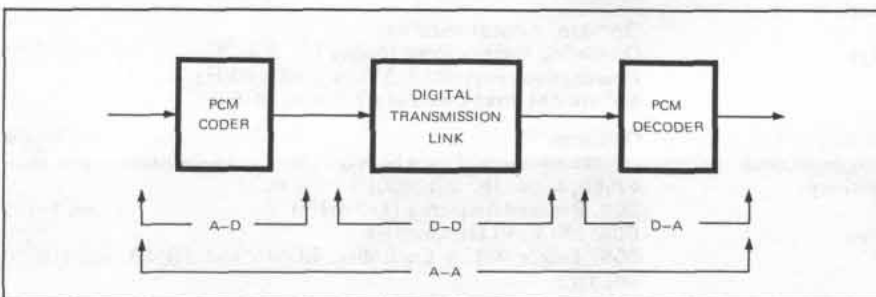 PCM
CODER
DIGITAL
TRANSMISSION
LINK
PCM
DECODER
A–D
D–D
D–A
A–A